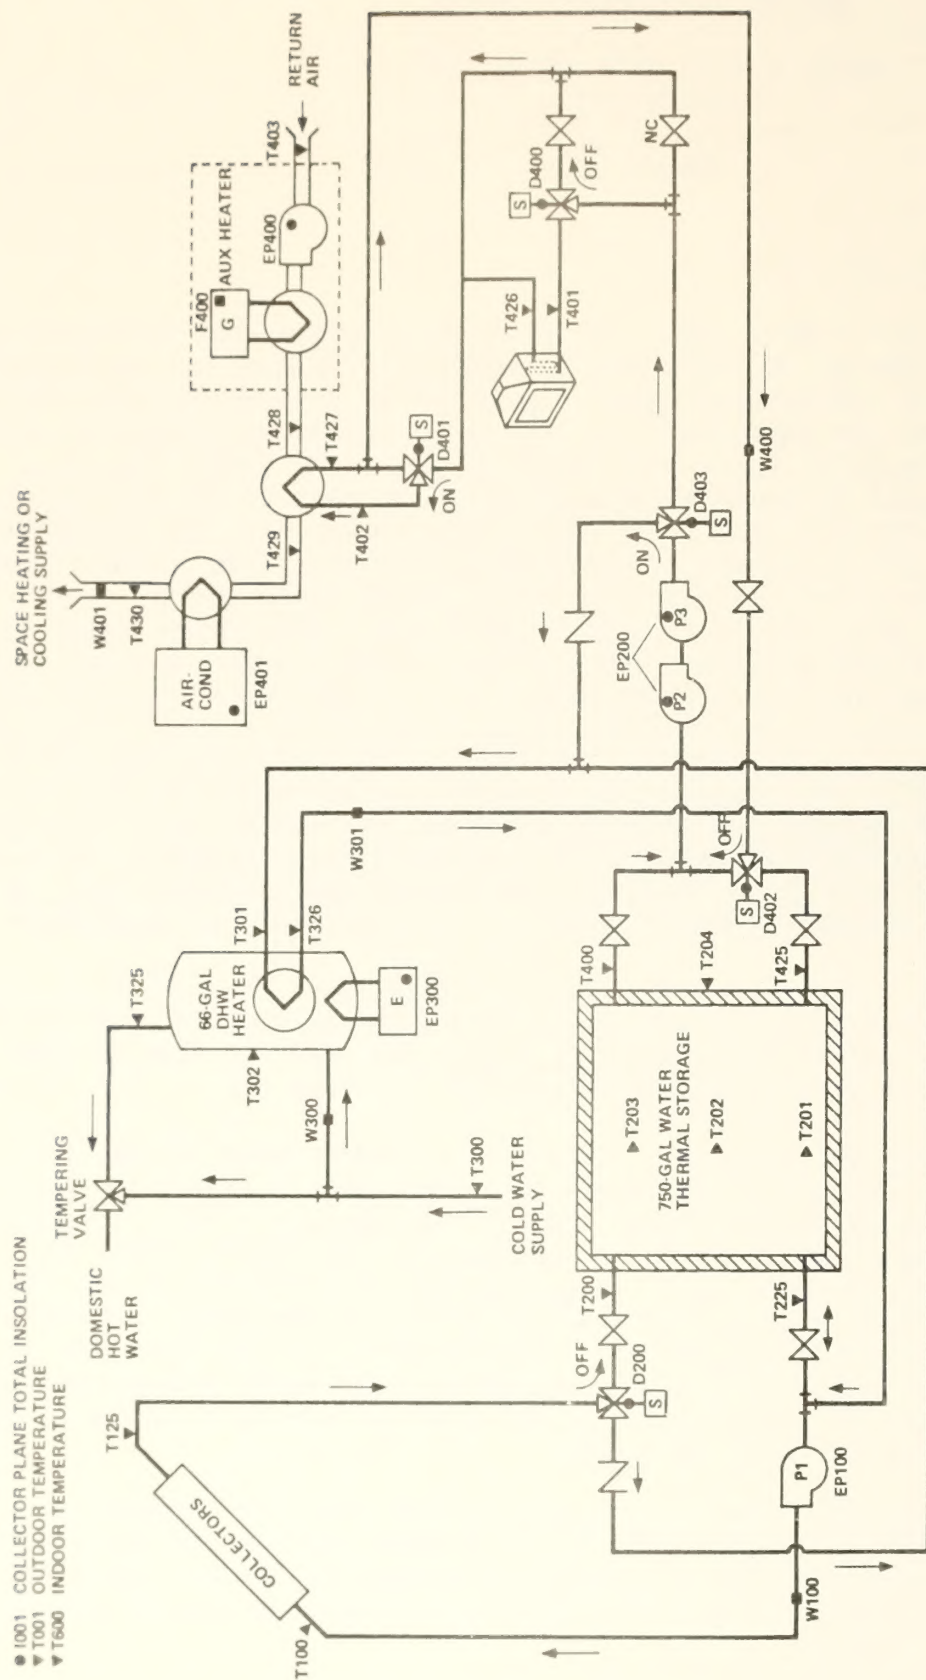 ● I001 COLLECTOR PLANE TOTAL INSOLATION
▼ T001 OUTDOOR TEMPERATURE
▼ T600 INDOOR TEMPERATURE
SPACE HEATING OR
COOLING SUPPLY
W401
T430
AIR-
COND
EP401
T429
T428
F400
G
AUX HEATER
EP400
T403
RETURN
AIR
T402
T427
ON
S
D401
T426
T401
S
D400
OFF
NC
TEMPERING
VALVE
DOMESTIC
HOT
WATER
T325
T302
66-GAL
DHW
HEATER
T301
T326
E
EP300
W301
W300
T300
COLD WATER
SUPPLY
EP200
P2
P3
ON
D403
S
W400
T125
COLLECTORS
T100
OFF
D200
S
T200
T225
P1
EP100
W100
T203
750-GAL WATER
THERMAL STORAGE
T202
T201
T400
T204
T425
OFF
S
D402